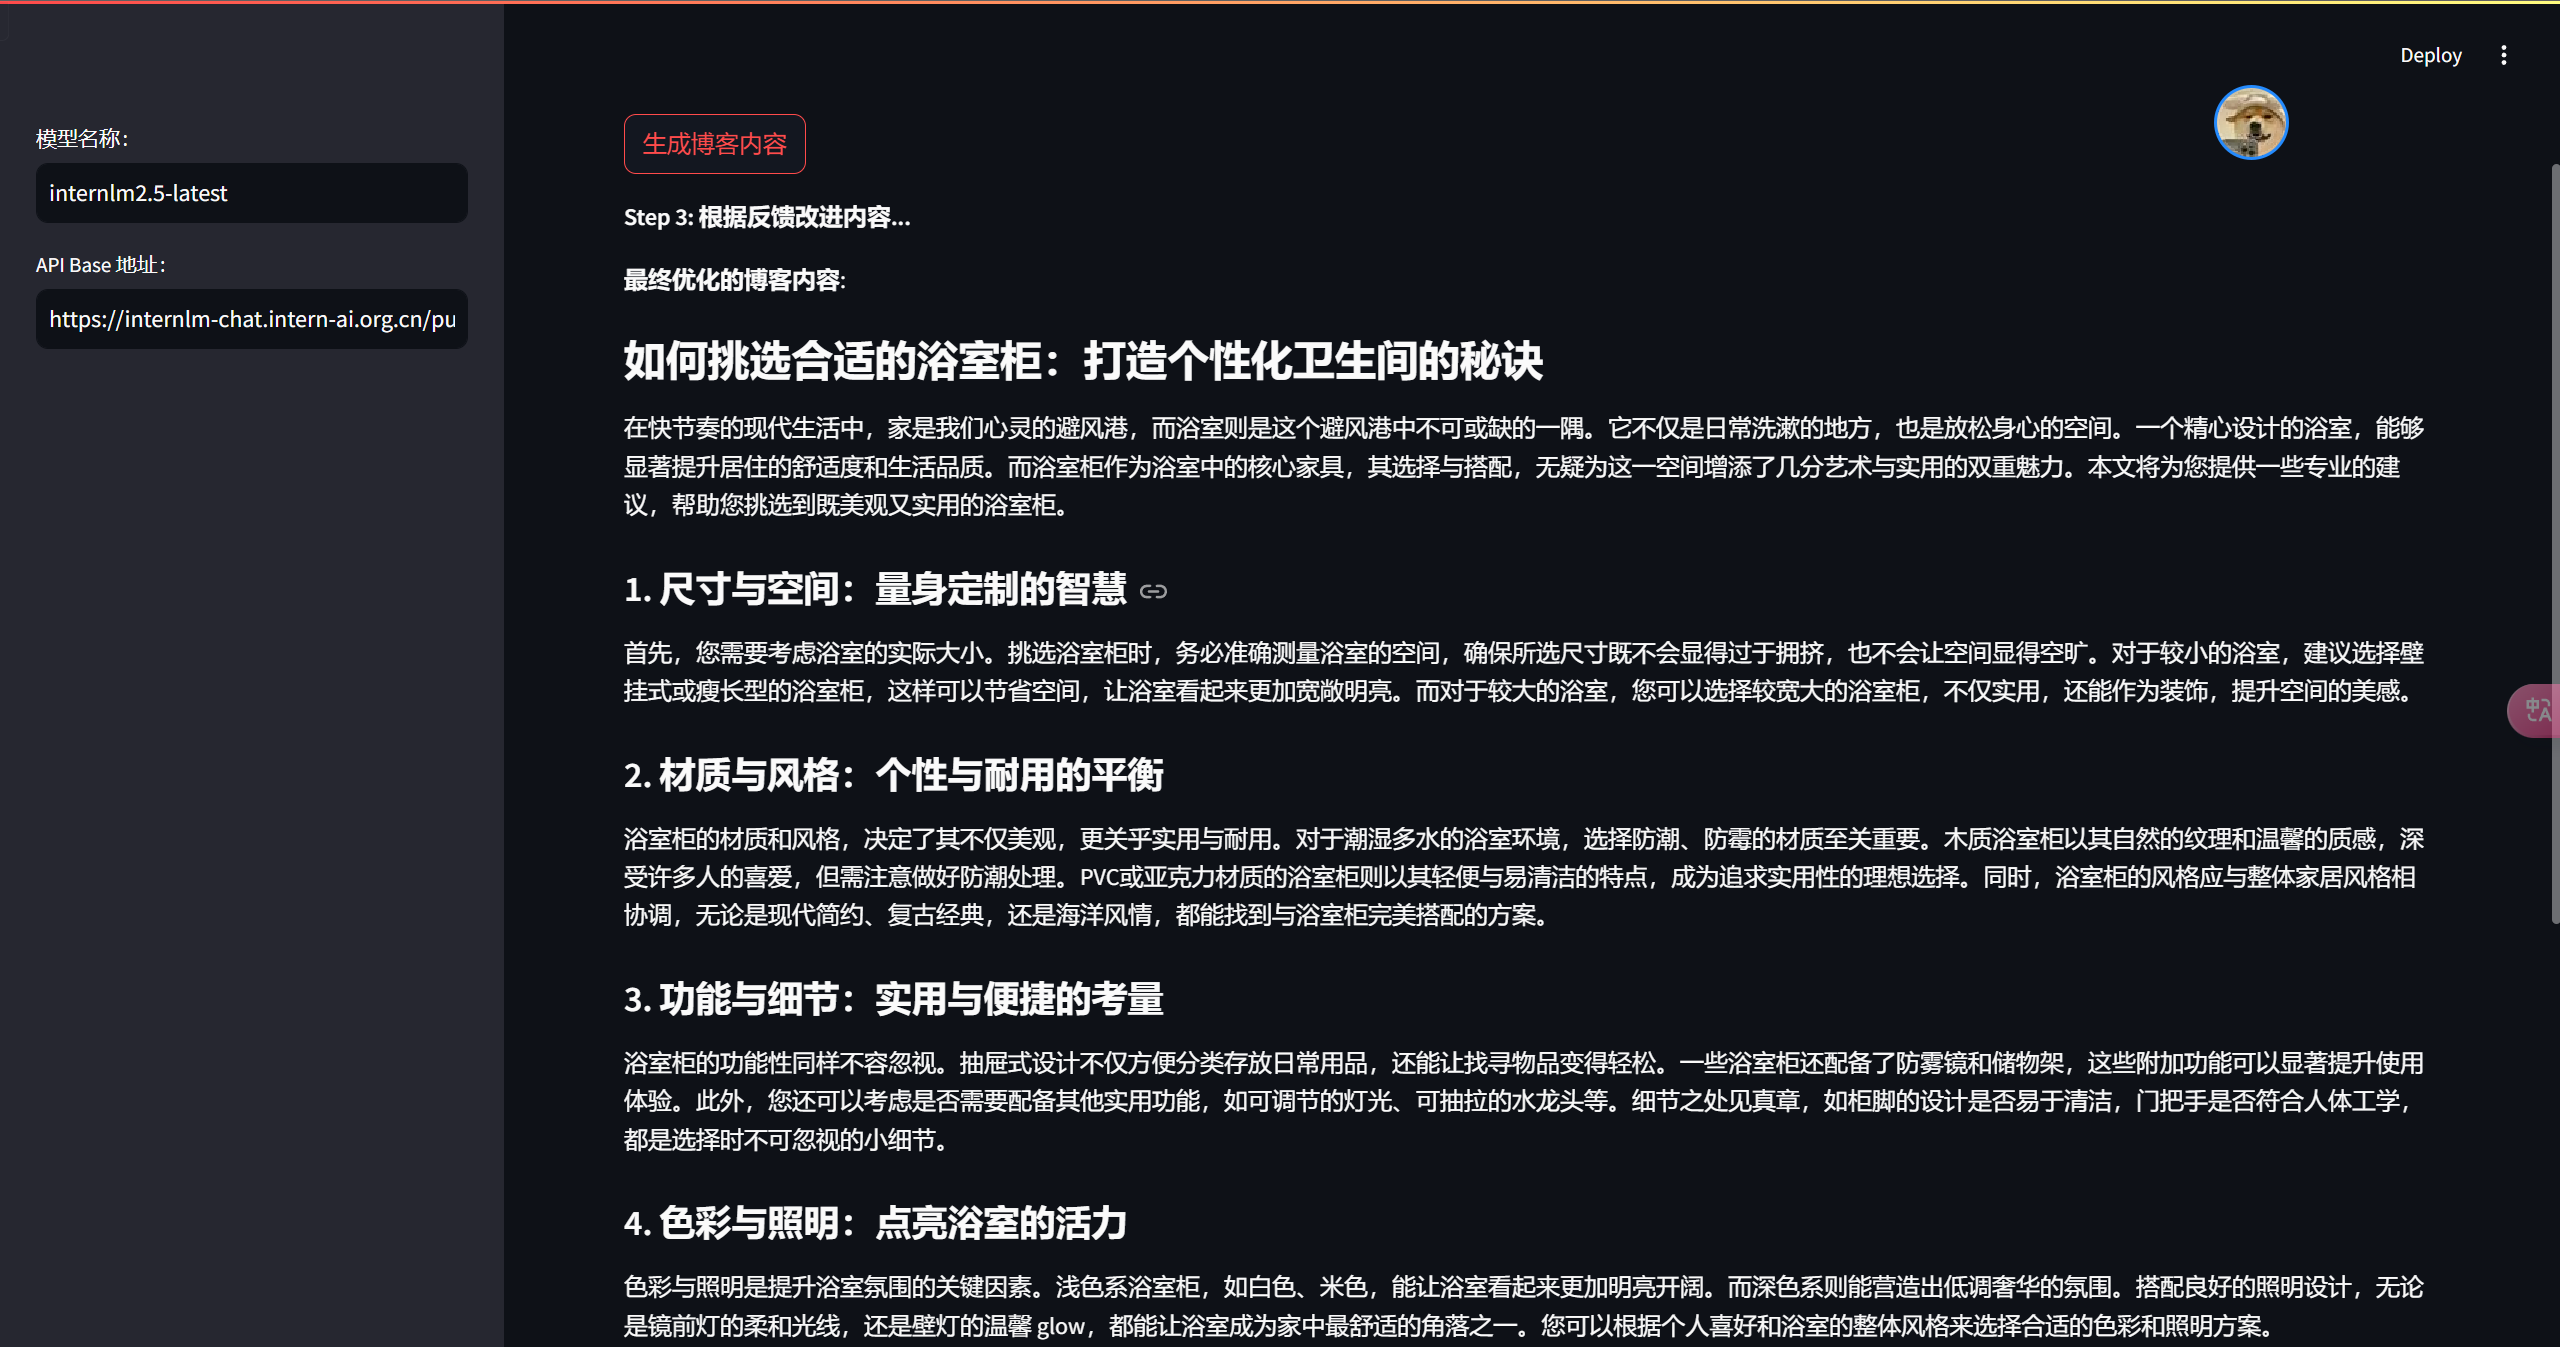 Deploy
模型名称：
internlm2.5-latest
API Base 地址：
https://internlm-chat.intern-ai.org.cn/pu
生成博客内容
Step 3: 根据反馈改进内容...
最终优化的博客内容:
如何挑选合适的浴室柜：打造个性化卫生间的秘诀
在快节奏的现代生活中，家是我们心灵的避风港，而浴室则是这个避风港中不可或缺的一隅。它不仅是日常洗漱的地方，也是放松身心的空间。一个精心设计的浴室，能够
显著提升居住的舒适度和生活品质。而浴室柜作为浴室中的核心家具，其选择与搭配，无疑为这一空间增添了几分艺术与实用的双重魅力。本文将为您提供一些专业的建
议，帮助您挑选到既美观又实用的浴室柜。
1. 尺寸与空间：量身定制的智慧
首先，您需要考虑浴室的实际大小。挑选浴室柜时，务必准确测量浴室的空间，确保所选尺寸既不会显得过于拥挤，也不会让空间显得空旷。对于较小的浴室，建议选择壁
挂式或瘦长型的浴室柜，这样可以节省空间，让浴室看起来更加宽敞明亮。而对于较大的浴室，您可以选择较宽大的浴室柜，不仅实用，还能作为装饰，提升空间的美感。
2. 材质与风格：个性与耐用的平衡
浴室柜的材质和风格，决定了其不仅美观，更关乎实用与耐用。对于潮湿多水的浴室环境，选择防潮、防霉的材质至关重要。木质浴室柜以其自然的纹理和温馨的质感，深
受许多人的喜爱，但需注意做好防潮处理。PVC或亚克力材质的浴室柜则以其轻便与易清洁的特点，成为追求实用性的理想选择。同时，浴室柜的风格应与整体家居风格相
协调，无论是现代简约、复古经典，还是海洋风情，都能找到与浴室柜完美搭配的方案。
3. 功能与细节：实用与便捷的考量
浴室柜的功能性同样不容忽视。抽屉式设计不仅方便分类存放日常用品，还能让找寻物品变得轻松。一些浴室柜还配备了防雾镜和储物架，这些附加功能可以显著提升使用
体验。此外，您还可以考虑是否需要配备其他实用功能，如可调节的灯光、可抽拉的水龙头等。细节之处见真章，如柜脚的设计是否易于清洁，门把手是否符合人体工学，
都是选择时不可忽视的小细节。
4. 色彩与照明：点亮浴室的活力
色彩与照明是提升浴室氛围的关键因素。浅色系浴室柜，如白色、米色，能让浴室看起来更加明亮开阔。而深色系则能营造出低调奢华的氛围。搭配良好的照明设计，无论
是镜前灯的柔和光线，还是壁灯的温馨 glow，都能让浴室成为家中最舒适的角落之一。您可以根据个人喜好和浴室的整体风格来选择合适的色彩和照明方案。